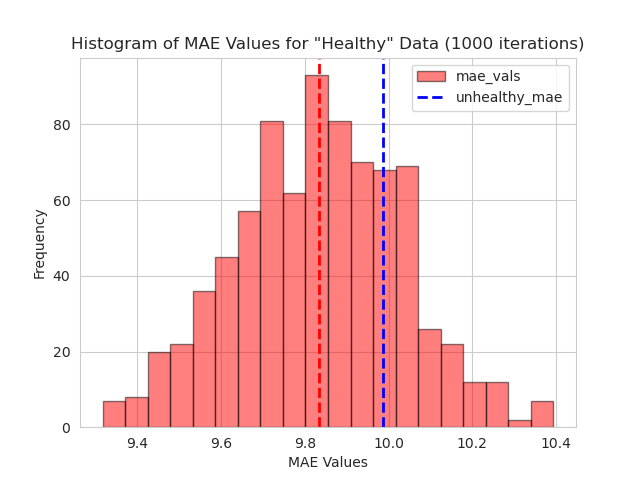 Histogram of MAE Values for "Healthy" Data (1000 iterations)
mae_vals
unhealthy_mae
80
60
40
20
0
Frequency
9.4 9.6 9.8 10.0 10.2 10.4
MAE Values